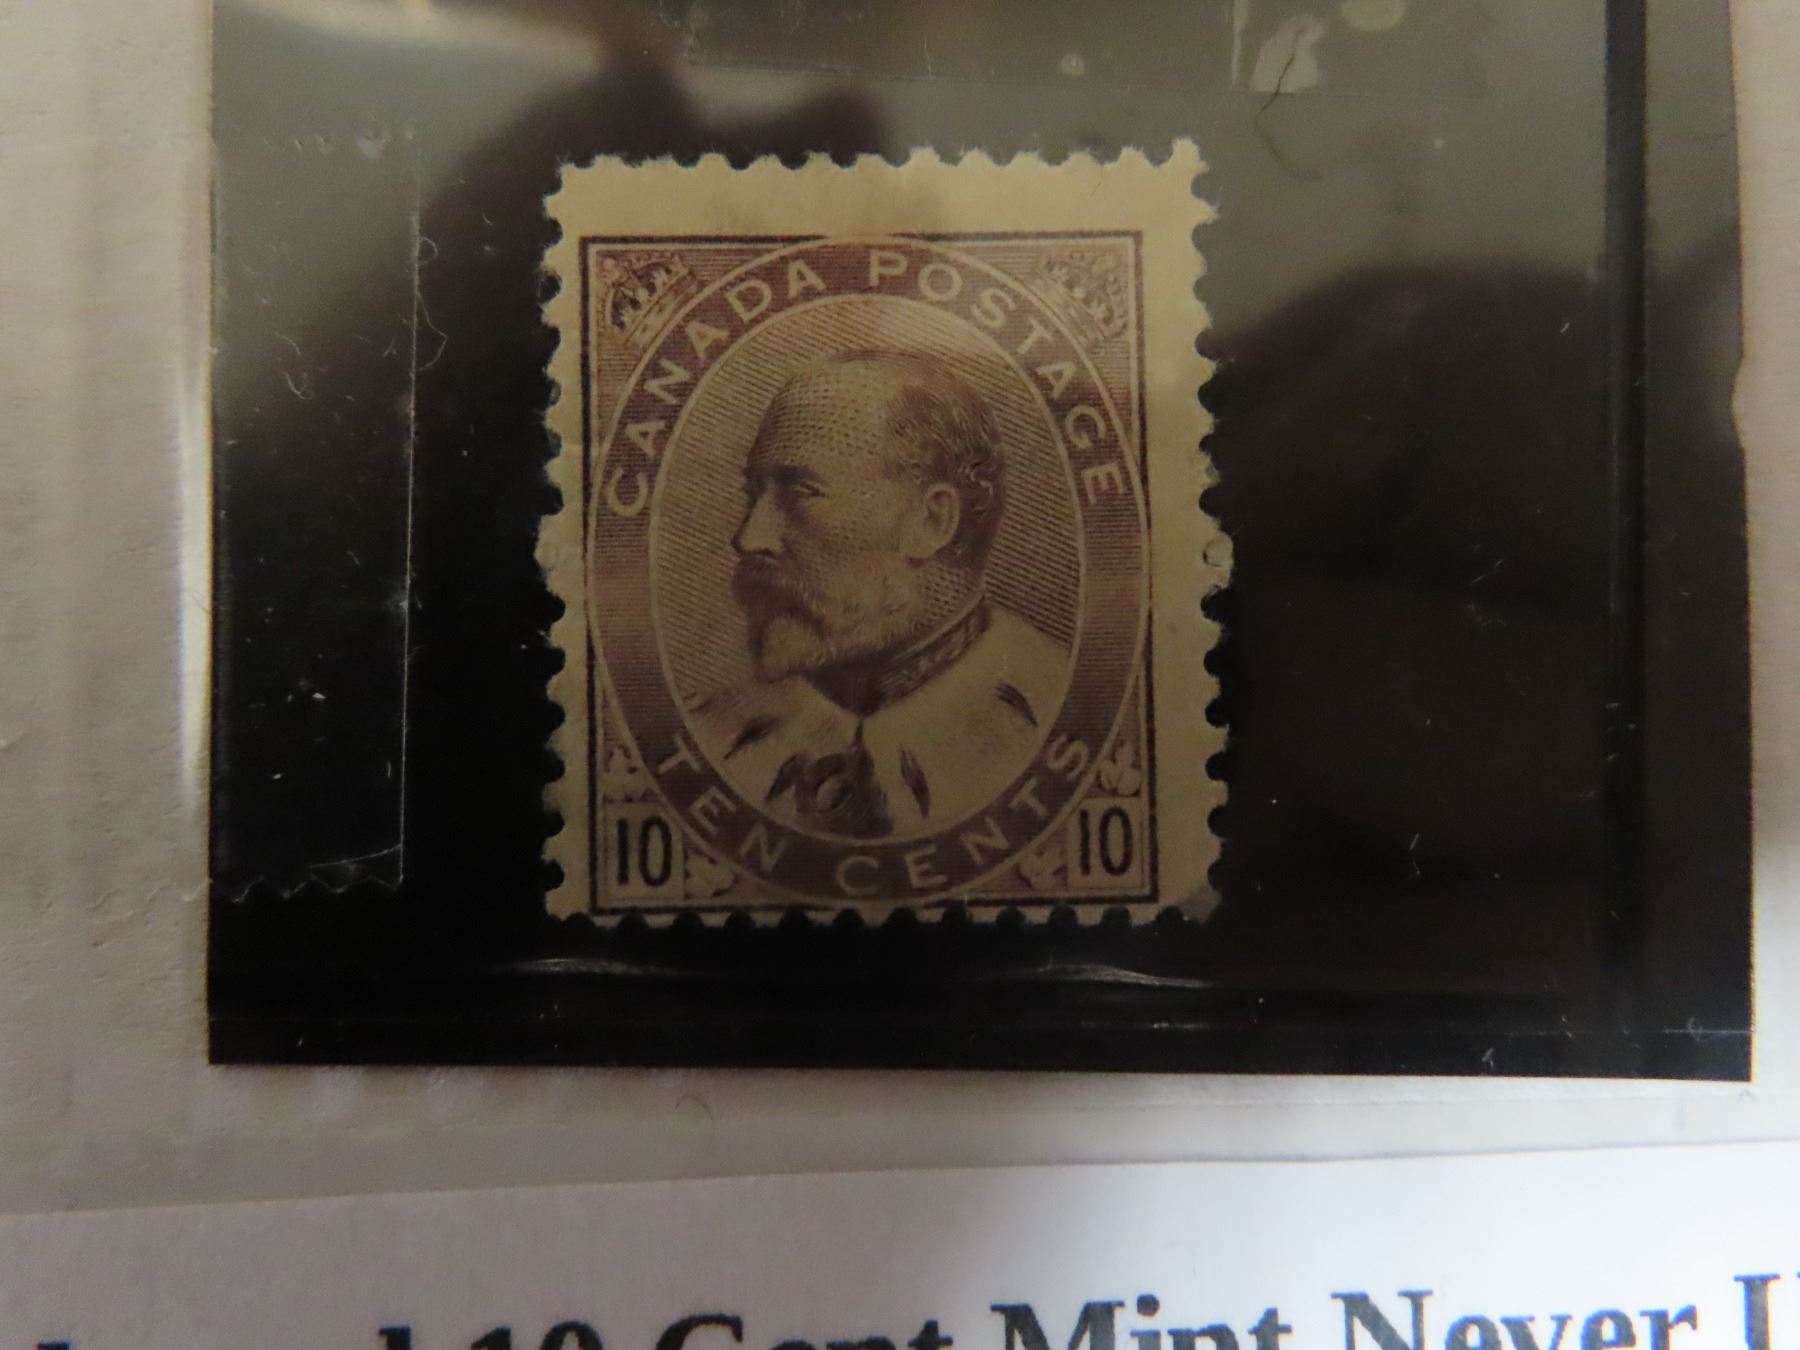 CANADA POSTAGE
TEN CENTS
10 10
10 Cent Mint Never